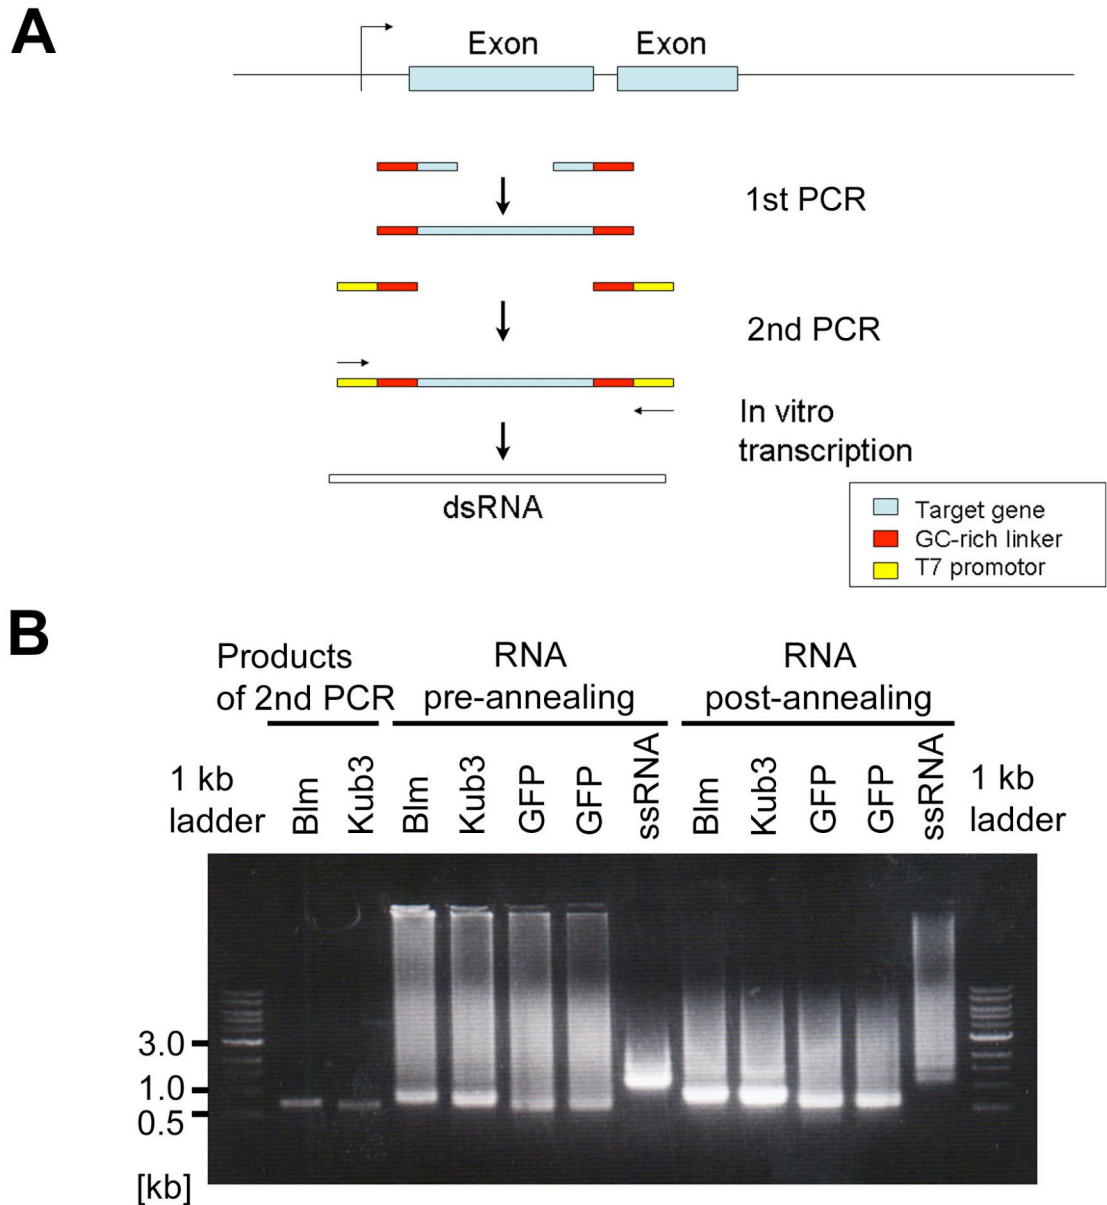 A
Exon Exon
1st PCR
2nd PCR
In vitro
transcription
dsRNA
Target gene
GC-rich linker
T7 promotor
B
Products
of 2nd PCR
RNA
pre-annealing
RNA
post-annealing
1 kb
ladder
Blm
Kub3
Blm
Kub3
GFP
GFP
ssRNA
Blm
Kub3
GFP
GFP
ssRNA
1 kb
ladder
3.0
1.0
0.5
[kb]